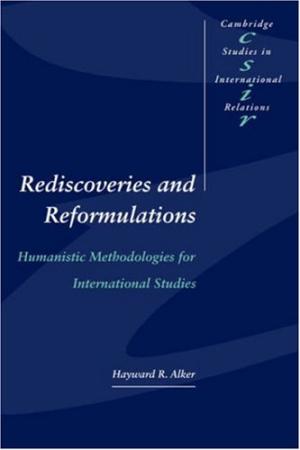 Cambridge
C
Studies in
S
International
i
Relations
r
Rediscoveries and
Reformulations
Humanistic Methodologies for
International Studies
Hayward R. Alker